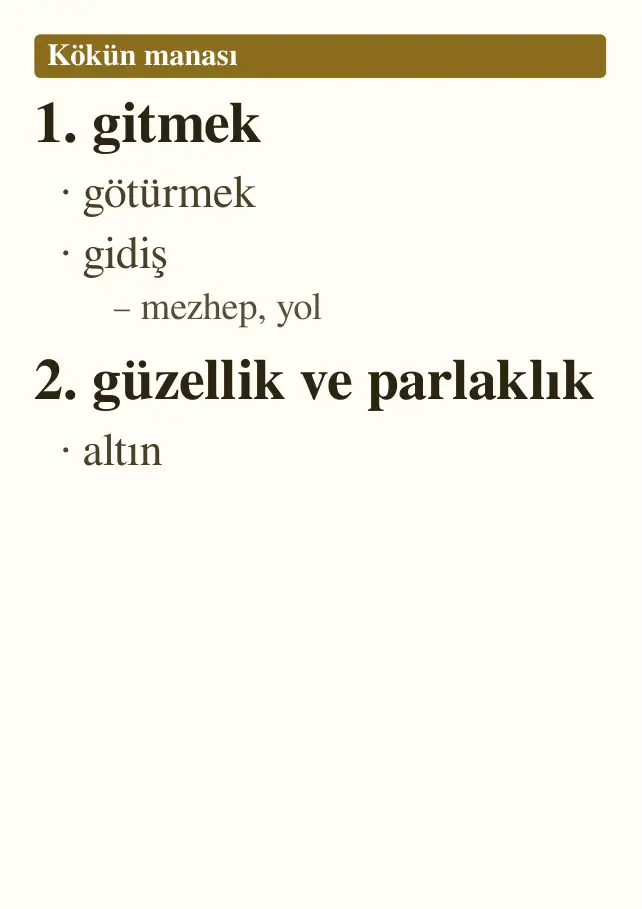 Kökün manası
1. gitmek
· götürmek
· gidiş
– mezhep, yol
2. güzellik ve parlaklık
· altın